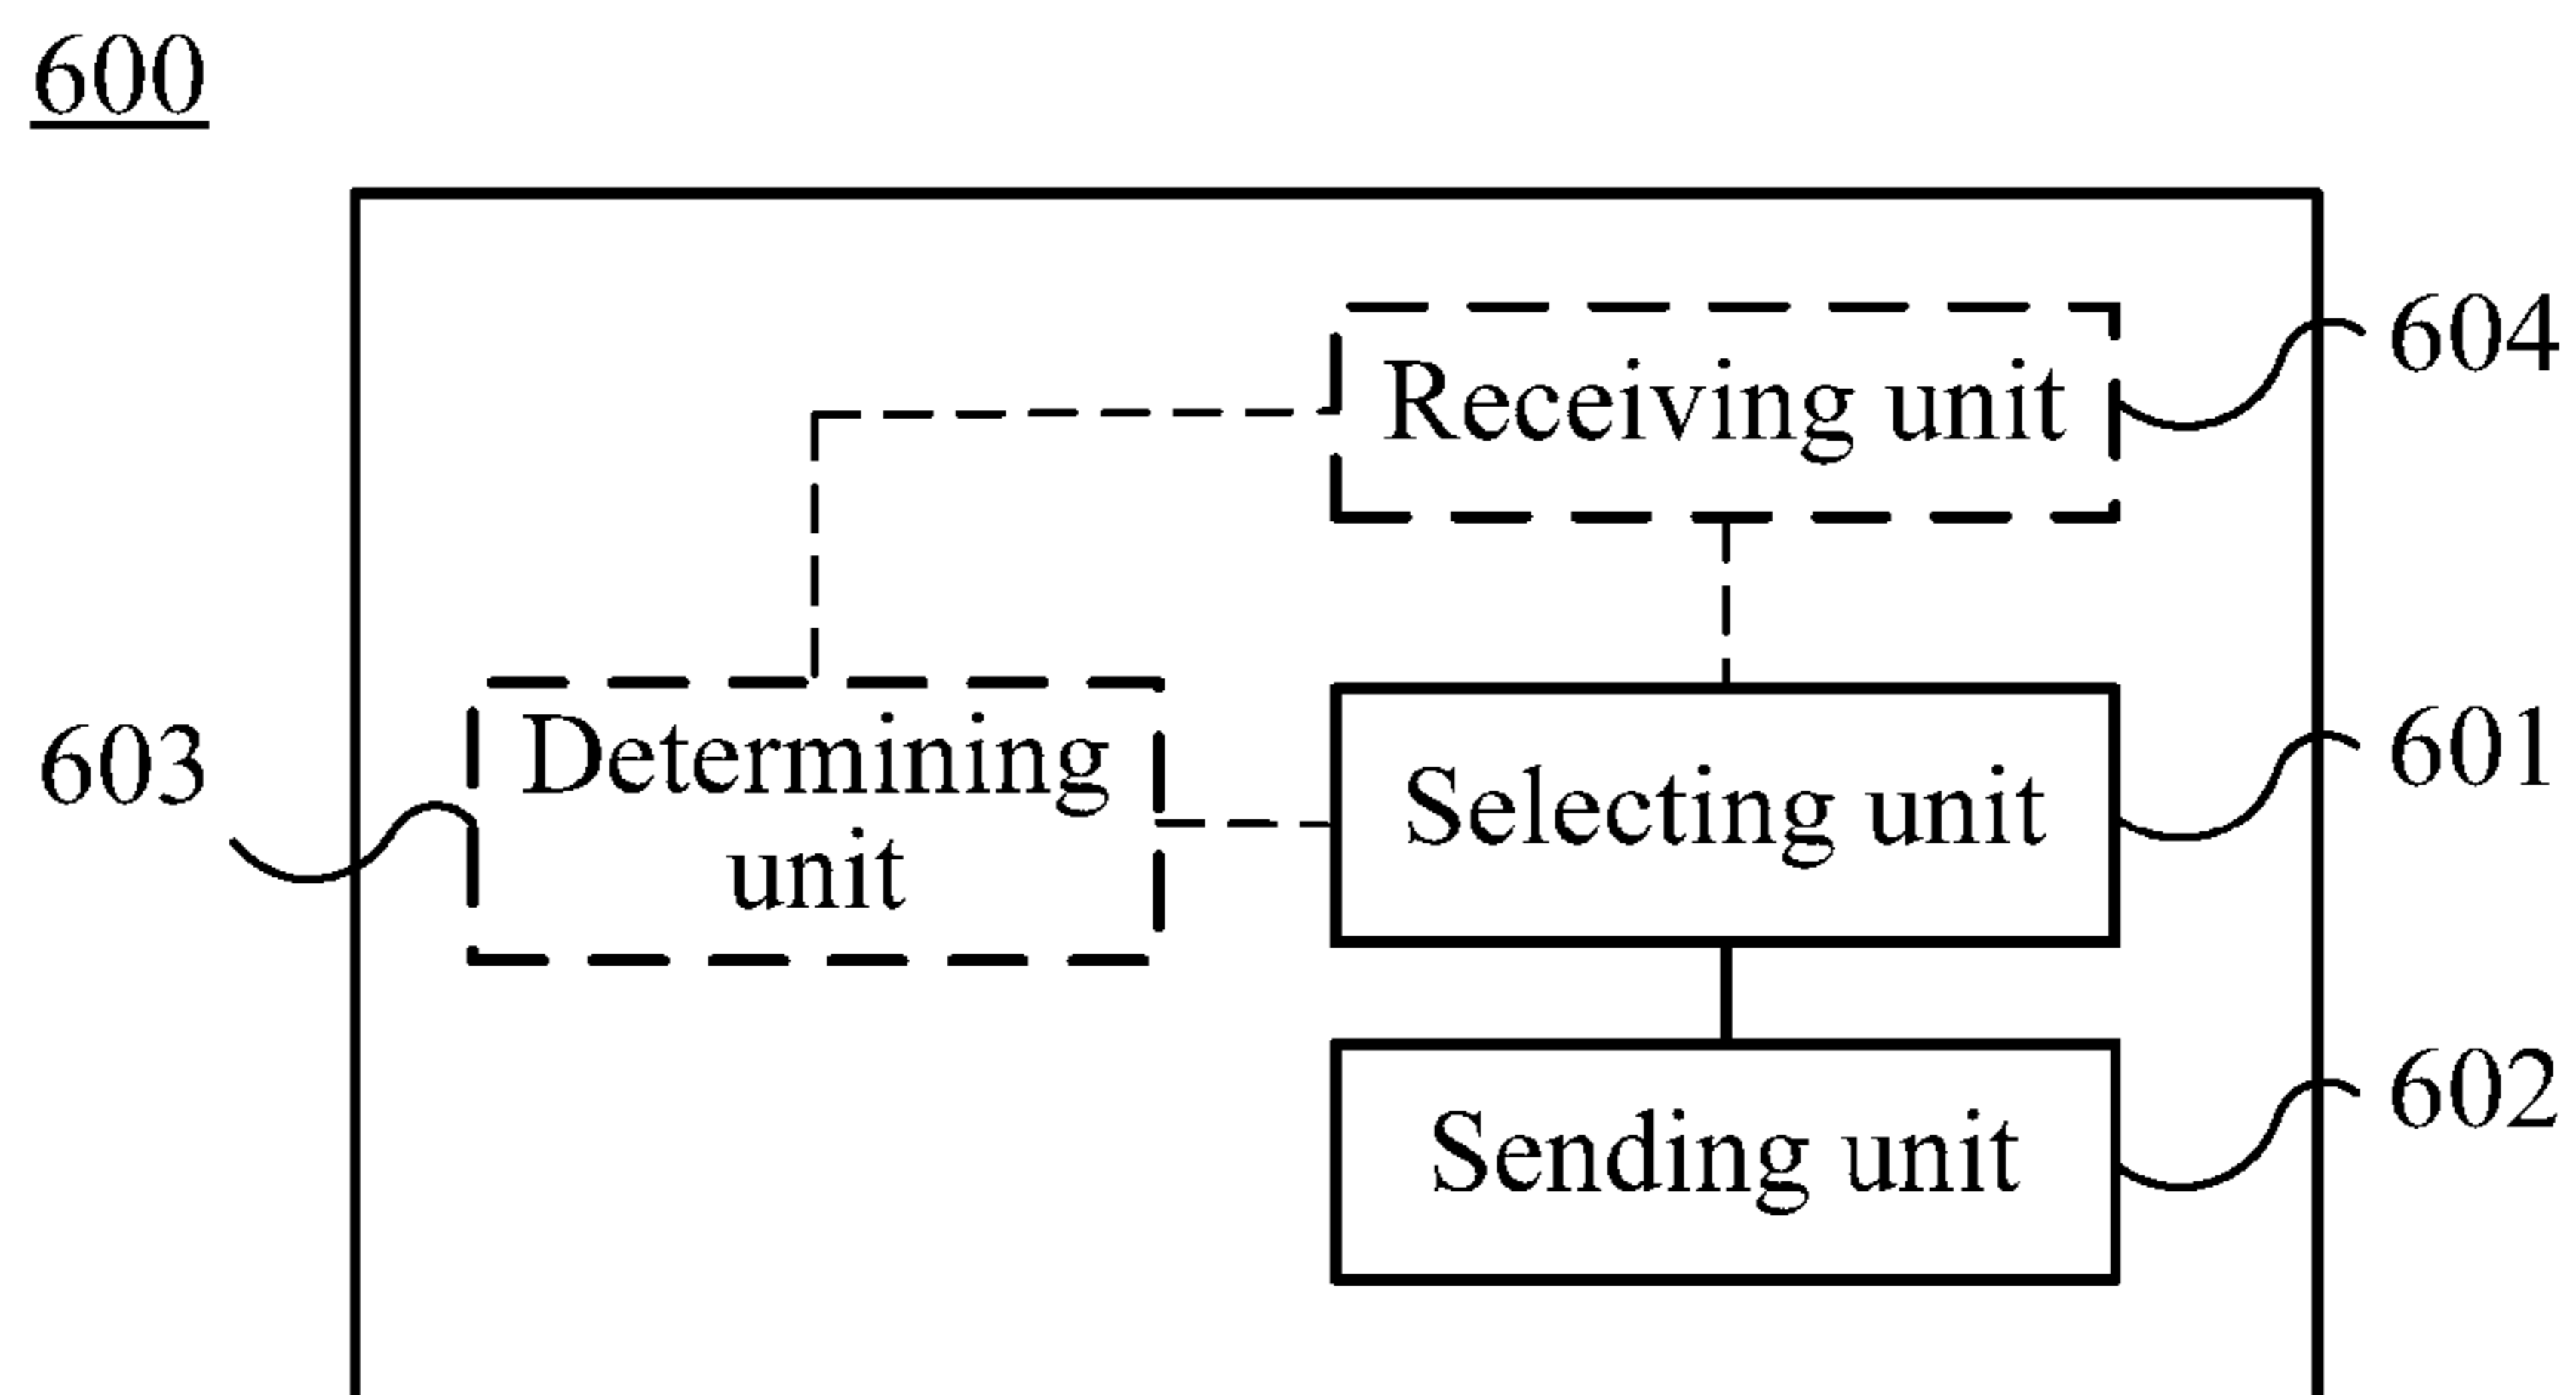 600
Receiving unit
604
603
Determining
unit
Selecting unit
601
Sending unit
602